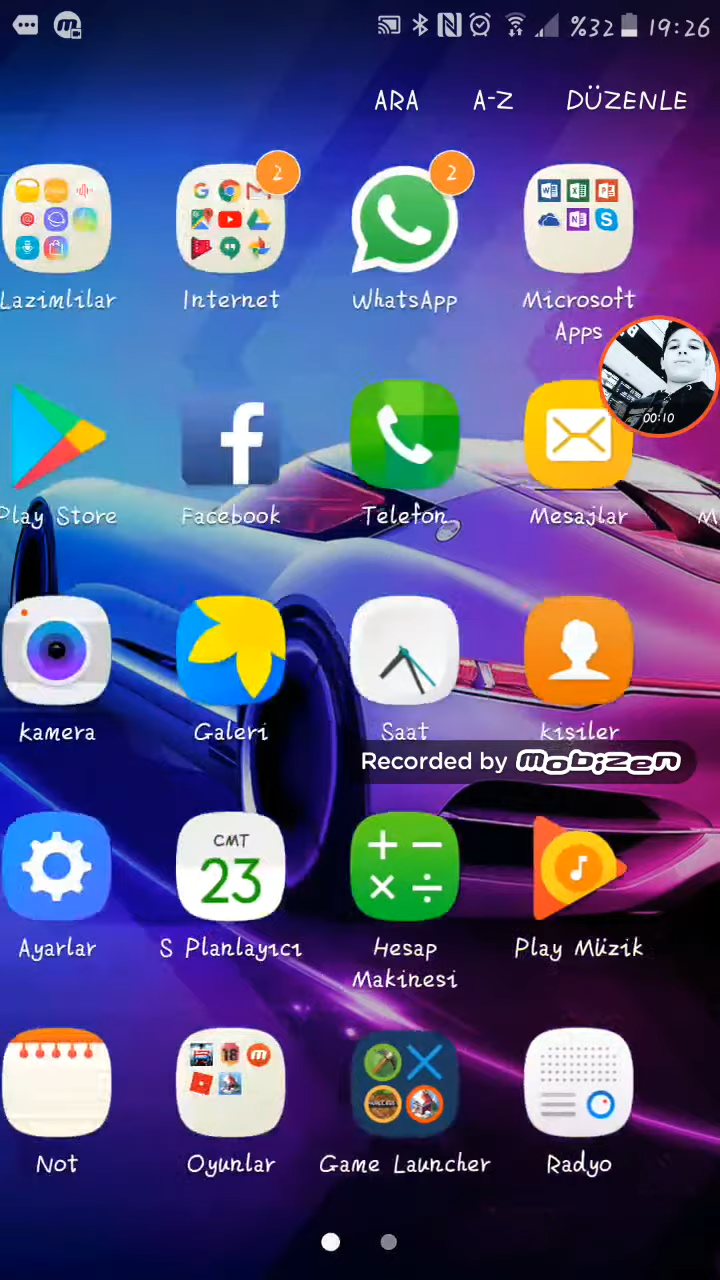 %32 19:26
ARA A-Z DÜZENLE
2 2
Lazimlilar Internet WhatsApp Microsoft Apps
00:10
Play Store Facebook Telefon Mesajlar M
kamera Galeri Saat kişiler
Recorded by mobizen
CMT
23
Ayarlar S Planlayıcı Hesap Makinesi Play Müzik
18
Not Oyunlar Game Launcher Radyo